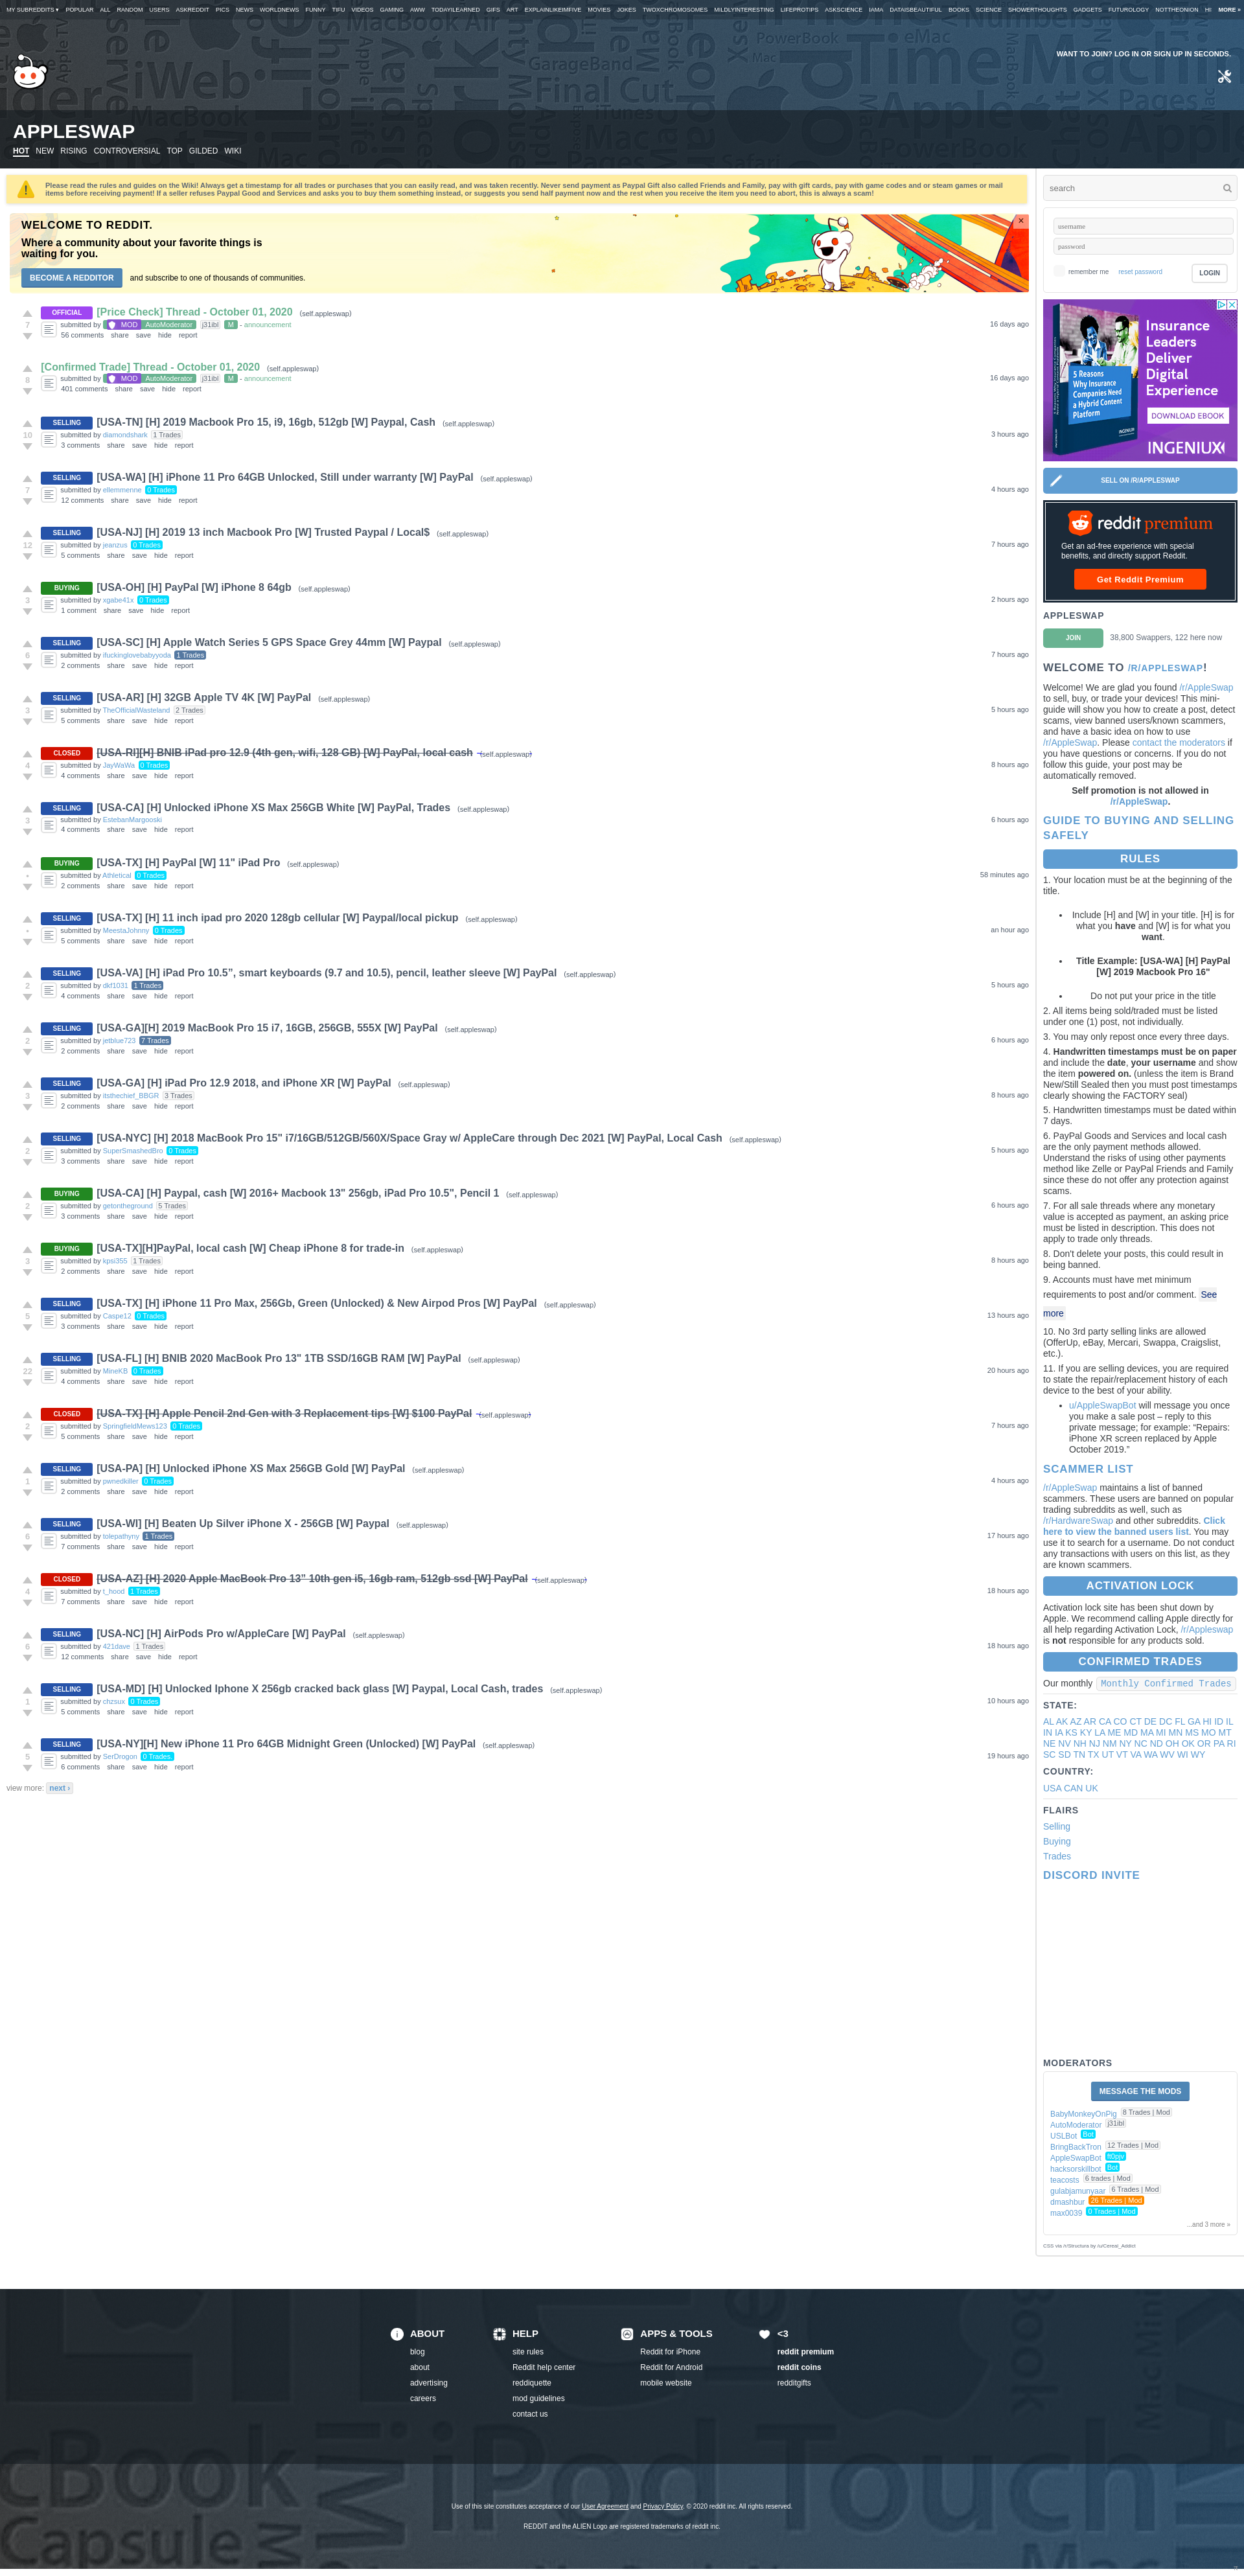 MY SUBREDDITS ▾ POPULAR ALL RANDOM USERS ASKREDDIT PICS NEWS WORLDNEWS FUNNY TIFU VIDEOS GAMING AWW TODAYILEARNED GIFS ART EXPLAINLIKEIMFIVE MOVIES JOKES TWOXCHROMOSOMES MILDLYINTERESTING LIFEPROTIPS ASKSCIENCE IAMA DATAISBEAUTIFUL BOOKS SCIENCE SHOWERTHOUGHTS GADGETS FUTUROLOGY NOTTHEONION HI MORE »
WANT TO JOIN? LOG IN OR SIGN UP IN SECONDS.
APPLESWAP
HOT NEW RISING CONTROVERSIAL TOP GILDED WIKI
Please read the rules and guides on the Wiki! Always get a timestamp for all trades or purchases that you can easily read, and was taken recently. Never send payment as Paypal Gift also called Friends and Family, pay with gift cards, pay with game codes and or steam games or mail
items before receiving payment! If a seller refuses Paypal Good and Services and asks you to buy them something instead, or suggests you send half payment now and the rest when you receive the item you need to abort, this is always a scam!
WELCOME TO REDDIT.
Where a community about your favorite things is
waiting for you.
BECOME A REDDITOR and subscribe to one of thousands of communities.
OFFICIAL [Price Check] Thread - October 01, 2020 (self.appleswap)
7 submitted by MOD AutoModerator j31ibl M - announcement 16 days ago
56 comments share save hide report
[Confirmed Trade] Thread - October 01, 2020 (self.appleswap)
8 submitted by MOD AutoModerator j31ibl M - announcement 16 days ago
401 comments share save hide report
SELLING [USA-TN] [H] 2019 Macbook Pro 15, i9, 16gb, 512gb [W] Paypal, Cash (self.appleswap)
10 submitted by diamondshark 1 Trades 3 hours ago
3 comments share save hide report
SELLING [USA-WA] [H] iPhone 11 Pro 64GB Unlocked, Still under warranty [W] PayPal (self.appleswap)
7 submitted by ellemmenne 0 Trades 4 hours ago
12 comments share save hide report
SELLING [USA-NJ] [H] 2019 13 inch Macbook Pro [W] Trusted Paypal / Local$ (self.appleswap)
12 submitted by jeanzus 0 Trades 7 hours ago
5 comments share save hide report
BUYING [USA-OH] [H] PayPal [W] iPhone 8 64gb (self.appleswap)
3 submitted by xgabe41x 0 Trades 2 hours ago
1 comment share save hide report
SELLING [USA-SC] [H] Apple Watch Series 5 GPS Space Grey 44mm [W] Paypal (self.appleswap)
6 submitted by ifuckinglovebabyyoda 1 Trades 7 hours ago
2 comments share save hide report
SELLING [USA-AR] [H] 32GB Apple TV 4K [W] PayPal (self.appleswap)
3 submitted by TheOfficialWasteland 2 Trades 5 hours ago
5 comments share save hide report
CLOSED [USA-RI][H] BNIB iPad pro 12.9 (4th gen, wifi, 128 GB) [W] PayPal, local cash (self.appleswap)
4 submitted by JayWaWa 0 Trades 8 hours ago
4 comments share save hide report
SELLING [USA-CA] [H] Unlocked iPhone XS Max 256GB White [W] PayPal, Trades (self.appleswap)
3 submitted by EstebanMargooski 6 hours ago
4 comments share save hide report
BUYING [USA-TX] [H] PayPal [W] 11" iPad Pro (self.appleswap)
• submitted by Athletical 0 Trades 58 minutes ago
2 comments share save hide report
SELLING [USA-TX] [H] 11 inch ipad pro 2020 128gb cellular [W] Paypal/local pickup (self.appleswap)
• submitted by MeestaJohnny 0 Trades an hour ago
5 comments share save hide report
SELLING [USA-VA] [H] iPad Pro 10.5”, smart keyboards (9.7 and 10.5), pencil, leather sleeve [W] PayPal (self.appleswap)
2 submitted by dkf1031 1 Trades 5 hours ago
4 comments share save hide report
SELLING [USA-GA][H] 2019 MacBook Pro 15 i7, 16GB, 256GB, 555X [W] PayPal (self.appleswap)
2 submitted by jetblue723 7 Trades 6 hours ago
2 comments share save hide report
SELLING [USA-GA] [H] iPad Pro 12.9 2018, and iPhone XR [W] PayPal (self.appleswap)
3 submitted by itsthechief_BBGR 3 Trades 8 hours ago
2 comments share save hide report
SELLING [USA-NYC] [H] 2018 MacBook Pro 15" i7/16GB/512GB/560X/Space Gray w/ AppleCare through Dec 2021 [W] PayPal, Local Cash (self.appleswap)
2 submitted by SuperSmashedBro 0 Trades 5 hours ago
3 comments share save hide report
BUYING [USA-CA] [H] Paypal, cash [W] 2016+ Macbook 13" 256gb, iPad Pro 10.5", Pencil 1 (self.appleswap)
2 submitted by getontheground 5 Trades 6 hours ago
3 comments share save hide report
BUYING [USA-TX][H]PayPal, local cash [W] Cheap iPhone 8 for trade-in (self.appleswap)
3 submitted by kpsi355 1 Trades 8 hours ago
2 comments share save hide report
SELLING [USA-TX] [H] iPhone 11 Pro Max, 256Gb, Green (Unlocked) & New Airpod Pros [W] PayPal (self.appleswap)
5 submitted by Caspe12 0 Trades 13 hours ago
3 comments share save hide report
SELLING [USA-FL] [H] BNIB 2020 MacBook Pro 13" 1TB SSD/16GB RAM [W] PayPal (self.appleswap)
22 submitted by MineKB 0 Trades 20 hours ago
4 comments share save hide report
CLOSED [USA-TX] [H] Apple Pencil 2nd Gen with 3 Replacement tips [W] $100 PayPal (self.appleswap)
2 submitted by SpringfieldMews123 0 Trades 7 hours ago
5 comments share save hide report
SELLING [USA-PA] [H] Unlocked iPhone XS Max 256GB Gold [W] PayPal (self.appleswap)
1 submitted by pwnedkiller 0 Trades 4 hours ago
2 comments share save hide report
SELLING [USA-WI] [H] Beaten Up Silver iPhone X - 256GB [W] Paypal (self.appleswap)
6 submitted by tolepathyny 1 Trades 17 hours ago
7 comments share save hide report
CLOSED [USA-AZ] [H] 2020 Apple MacBook Pro 13” 10th gen i5, 16gb ram, 512g ssd [W] PayPal (self.appleswap)
4 submitted by t_hood 1 Trades 18 hours ago
7 comments share save hide report
SELLING [USA-NC] [H] AirPods Pro w/AppleCare [W] PayPal (self.appleswap)
6 submitted by 421dave 1 Trades 18 hours ago
12 comments share save hide report
SELLING [USA-MD] [H] Unlocked Iphone X 256gb cracked back glass [W] Paypal, Local Cash, trades (self.appleswap)
1 submitted by chzsux 0 Trades 10 hours ago
5 comments share save hide report
SELLING [USA-NY][H] New iPhone 11 Pro 64GB Midnight Green (Unlocked) [W] PayPal (self.appleswap)
5 submitted by SerDrogon 0 Trades. 19 hours ago
6 comments share save hide report
view more: next ›
search
username
password
remember me reset password LOGIN
Insurance
Leaders
Deliver
Digital
Experience
5 Reasons
Why Insurance
Companies Need
a Hybrid Content
Platform
DOWNLOAD EBOOK
INGENIUX
SELL ON /R/APPLESWAP
reddit premium
Get an ad-free experience with special
benefits, and directly support Reddit.
Get Reddit Premium
APPLESWAP
JOIN 38,800 Swappers, 122 here now
WELCOME TO /R/APPLESWAP!
Welcome! We are glad you found /r/AppleSwap
to sell, buy, or trade your devices! This mini-
guide will show you how to create a post, detect
scams, view banned users/known scammers,
and have a basic idea on how to use
/r/AppleSwap. Please contact the moderators if
you have questions or concerns. If you do not
follow this guide, your post may be
automatically removed.
Self promotion is not allowed in
/r/AppleSwap.
GUIDE TO BUYING AND SELLING
SAFELY
RULES
1. Your location must be at the beginning of the
title.
• Include [H] and [W] in your title. [H] is for
what you have and [W] is for what you
want.
• Title Example: [USA-WA] [H] PayPal
[W] 2019 Macbook Pro 16"
• Do not put your price in the title
2. All items being sold/traded must be listed
under one (1) post, not individually.
3. You may only repost once every three days.
4. Handwritten timestamps must be on paper
and include the date, your username and show
the item powered on. (unless the item is Brand
New/Still Sealed then you must post timestamps
clearly showing the FACTORY seal)
5. Handwritten timestamps must be dated within
7 days.
6. PayPal Goods and Services and local cash
are the only payment methods allowed.
Understand the risks of using other payments
method like Zelle or PayPal Friends and Family
since these do not offer any protection against
scams.
7. For all sale threads where any monetary
value is accepted as payment, an asking price
must be listed in description. This does not
apply to trade only threads.
8. Don't delete your posts, this could result in
being banned.
9. Accounts must have met minimum
requirements to post and/or comment. See
more
10. No 3rd party selling links are allowed
(OfferUp, eBay, Mercari, Swappa, Craigslist,
etc.).
11. If you are selling devices, you are required
to state the repair/replacement history of each
device to the best of your ability.
• u/AppleSwapBot will message you once
you make a sale post – reply to this
private message; for example: “Repairs:
iPhone XR screen replaced by Apple
October 2019.”
SCAMMER LIST
/r/AppleSwap maintains a list of banned
scammers. These users are banned on popular
trading subreddits as well, such as
/r/HardwareSwap and other subreddits. Click
here to view the banned users list. You may
use it to search for a username. Do not conduct
any transactions with users on this list, as they
are known scammers.
ACTIVATION LOCK
Activation lock site has been shut down by
Apple. We recommend calling Apple directly for
all help regarding Activation Lock, /r/Appleswap
is not responsible for any products sold.
CONFIRMED TRADES
Our monthly Monthly Confirmed Trades
STATE:
AL AK AZ AR CA CO CT DE DC FL GA HI ID IL
IN IA KS KY LA ME MD MA MI MN MS MO MT
NE NV NH NJ NM NY NC ND OH OK OR PA RI
SC SD TN TX UT VT VA WA WV WI WY
COUNTRY:
USA CAN UK
FLAIRS
Selling
Buying
Trades
DISCORD INVITE
MODERATORS
MESSAGE THE MODS
BabyMonkeyOnPig 8 Trades | Mod
AutoModerator j31ibl
USLBot Bot
BringBackTron 12 Trades | Mod
AppleSwapBot
hacksorskillbot Bot
teacosts 6 trades | Mod
gulabjamunyaar 6 Trades | Mod
dmashbur 26 Trades | Mod
max0039 0 Trades | Mod
...and 3 more »
CSS via /r/Structura by /u/Cereal_Addict
ABOUT
blog
about
advertising
careers
HELP
site rules
Reddit help center
reddiquette
mod guidelines
contact us
APPS & TOOLS
Reddit for iPhone
Reddit for Android
mobile website
<3
reddit premium
reddit coins
redditgifts
Use of this site constitutes acceptance of our User Agreement and Privacy Policy. © 2020 reddit inc. All rights reserved.
REDDIT and the ALIEN Logo are registered trademarks of reddit inc.